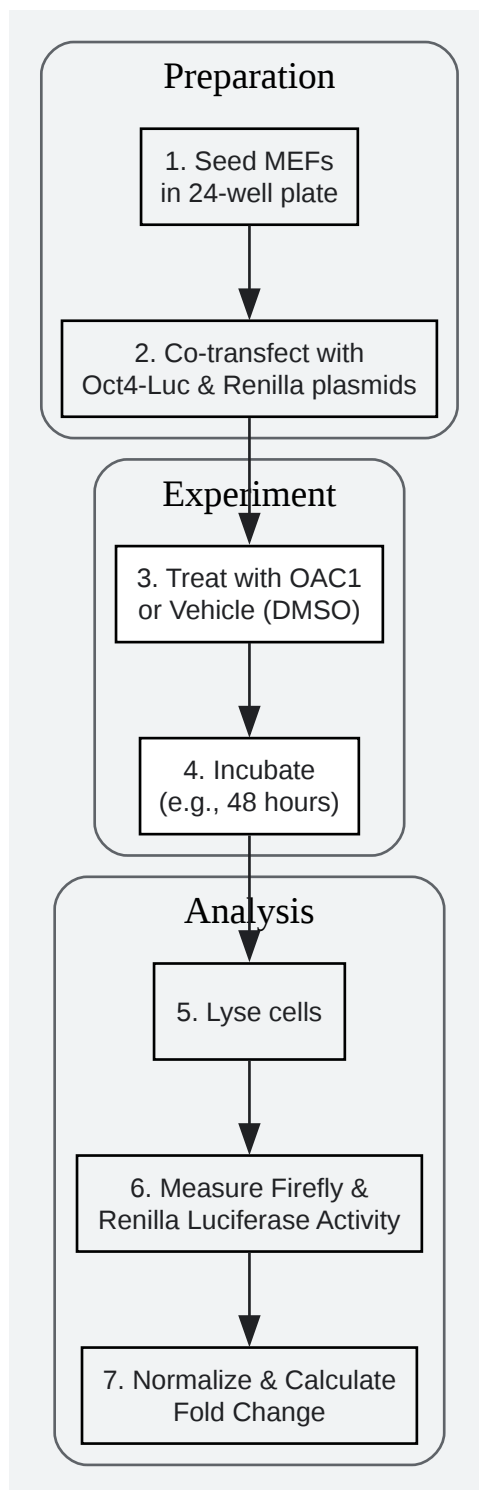 Preparation
1. Seed MEFs
in 24-well plate
2. Co-transfect with
Oct4-Luc & Renilla plasmids
Experiment
3. Treat with OAC1
or Vehicle (DMSO)
4. Incubate
(e.g., 48 hours)
Analysis
5. Lyse cells
6. Measure Firefly &
Renilla Luciferase Activity
7. Normalize & Calculate
Fold Change